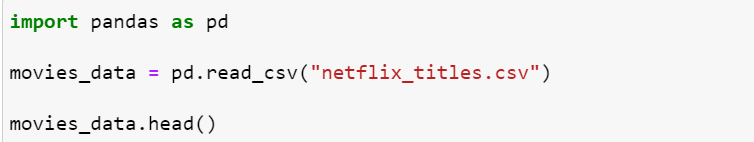 import pandas as pd
movies_data = pd.read_csv("netflix_titles.csv")
movies_data.head()